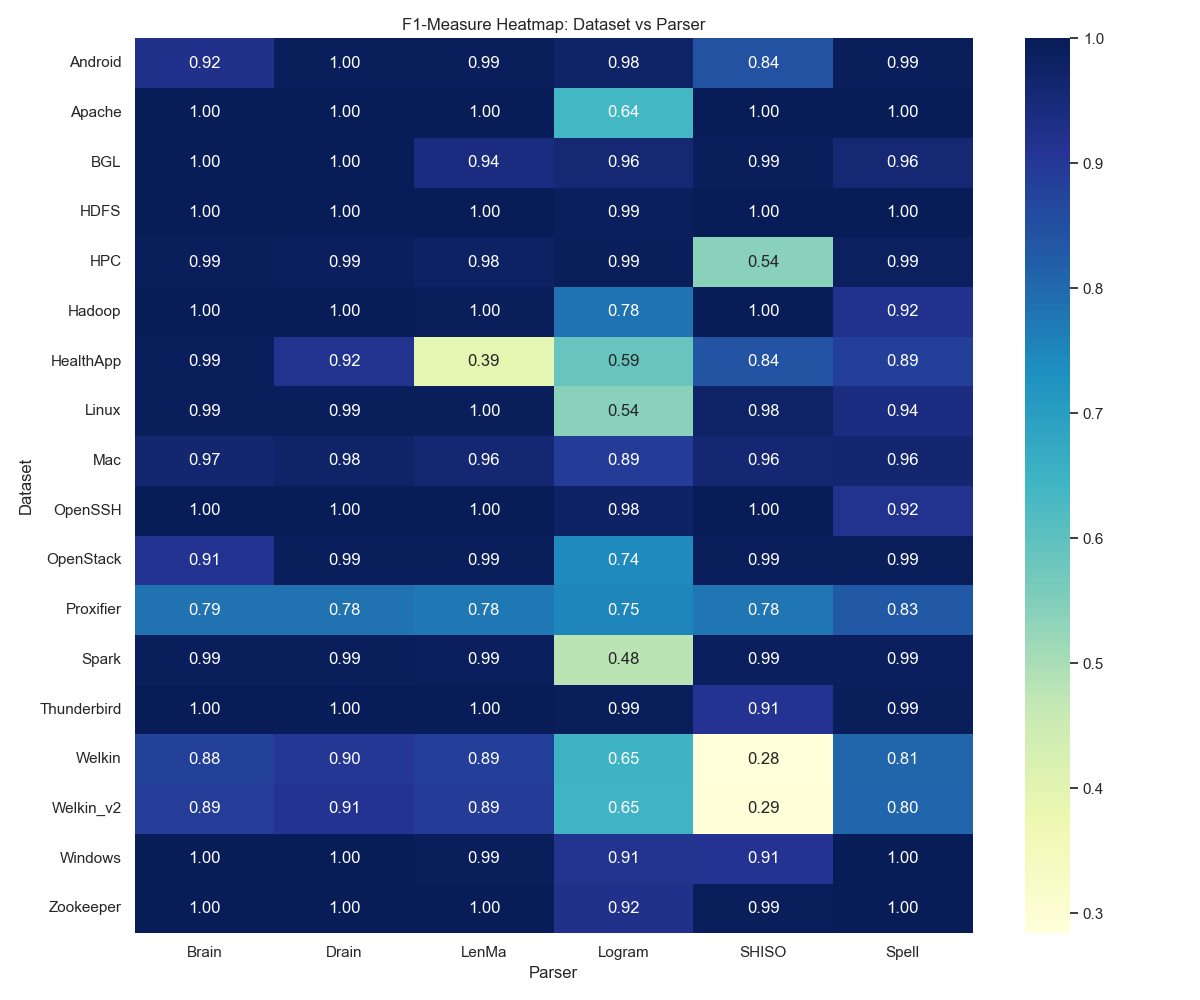 F1-Measure Heatmap: Dataset vs Parser
Android 0.92 1.00 0.99 0.98 0.84 0.99
Apache 1.00 1.00 1.00 0.64 1.00 1.00
BGL 1.00 1.00 0.94 0.96 0.99 0.96
HDFS 1.00 1.00 1.00 0.99 1.00 1.00
HPC 0.99 0.99 0.98 0.99 0.54 0.99
Hadoop 1.00 1.00 1.00 0.78 1.00 0.92
HealthApp 0.99 0.92 0.39 0.59 0.84 0.89
Linux 0.99 0.99 1.00 0.54 0.98 0.94
Mac 0.97 0.98 0.96 0.89 0.96 0.96
OpenSSH 1.00 1.00 1.00 0.98 1.00 0.92
OpenStack 0.91 0.99 0.99 0.74 0.99 0.99
Proxifier 0.79 0.78 0.78 0.75 0.78 0.83
Spark 0.99 0.99 0.99 0.48 0.99 0.99
Thunderbird 1.00 1.00 1.00 0.99 0.91 0.99
Welkin 0.88 0.90 0.89 0.65 0.28 0.81
Welkin_v2 0.89 0.91 0.89 0.65 0.29 0.80
Windows 1.00 1.00 0.99 0.91 0.91 1.00
Zookeeper 1.00 1.00 1.00 0.92 0.99 1.00
Brain Drain LenMa Logram SHISO Spell
Parser
Dataset
1.0
0.9
0.8
0.7
0.6
0.5
0.4
0.3